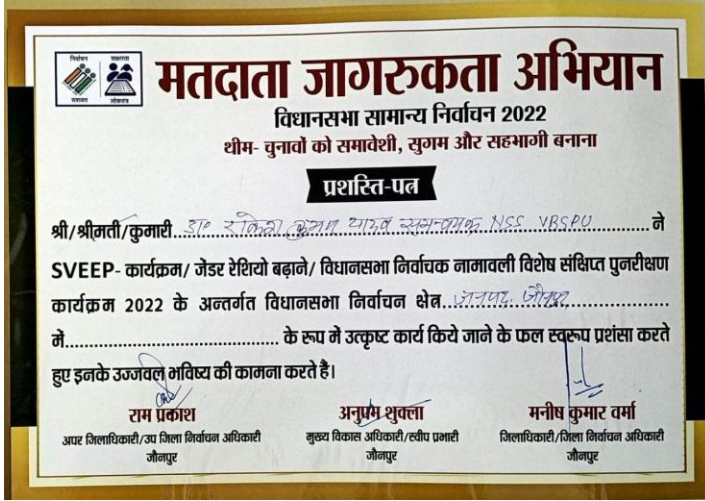 निर्वाचन
साक्षरता
लोकतंत्र
मतदाता जागरुकता अभियान
विधानसभा सामान्य निर्वाचन 2022
थीम- चुनावों को समावेशी, सुगम और सहभागी बनाना
प्रशस्ति-पत्र
श्री/श्रीमती/कुमारी.....डा० राकेश कुमार यादव समन्वयक NSS VBSPU.....ने
SVEEP- कार्यक्रम/ जेंडर रेशियो बढ़ाने/ विधानसभा निर्वाचक नामावली विशेष संक्षिप्त पुनरीक्षण
कार्यक्रम 2022 के अन्तर्गत विधानसभा निर्वाचन क्षेत्र...जनपद जौनपुर.....
में..........के रूप में उत्कृष्ट कार्य किये जाने के फल स्वरूप प्रशंसा करते
हुए इनके उज्जवल भविष्य की कामना करते है।
राम प्रकाश
अपर जिलाधिकारी/उप जिला निर्वाचन अधिकारी
जौनपुर
अनुपम शुक्ला
मुख्य विकास अधिकारी/स्वीप प्रभारी
जौनपुर
मनीष कुमार वर्मा
जिलाधिकारी/जिला निर्वाचन अधिकारी
जौनपुर